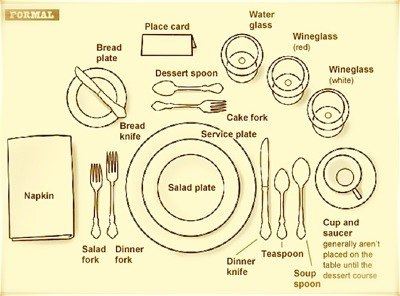 FORMAL
Place card
Water
glass
Wineglass
(red)
Wineglass
(white)
Bread
plate
Dessert spoon
Cake fork
Bread
knife
Service plate
Salad plate
Napkin
Salad
fork
Dinner
fork
Dinner
knife
Teaspoon
Soup
spoon
Cup and
saucer
generally aren't
placed on the
table until the
dessert course